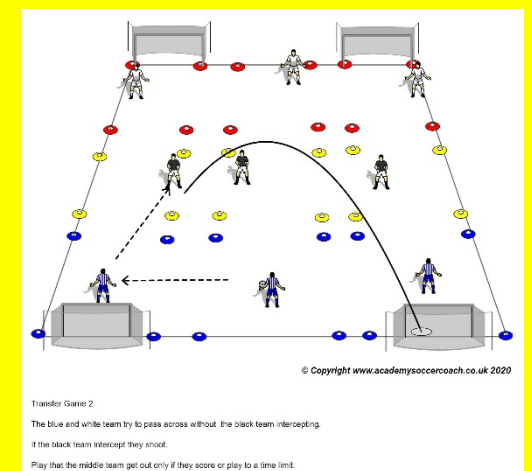 © Copyright www.academysoccercoach.co.uk 2020
Transfer Game 2
The blue and white team try to pass across without the black team intercepting.
If the black team intercept they shoot.
Play that the middle team get out only if they score or play to a time limit.